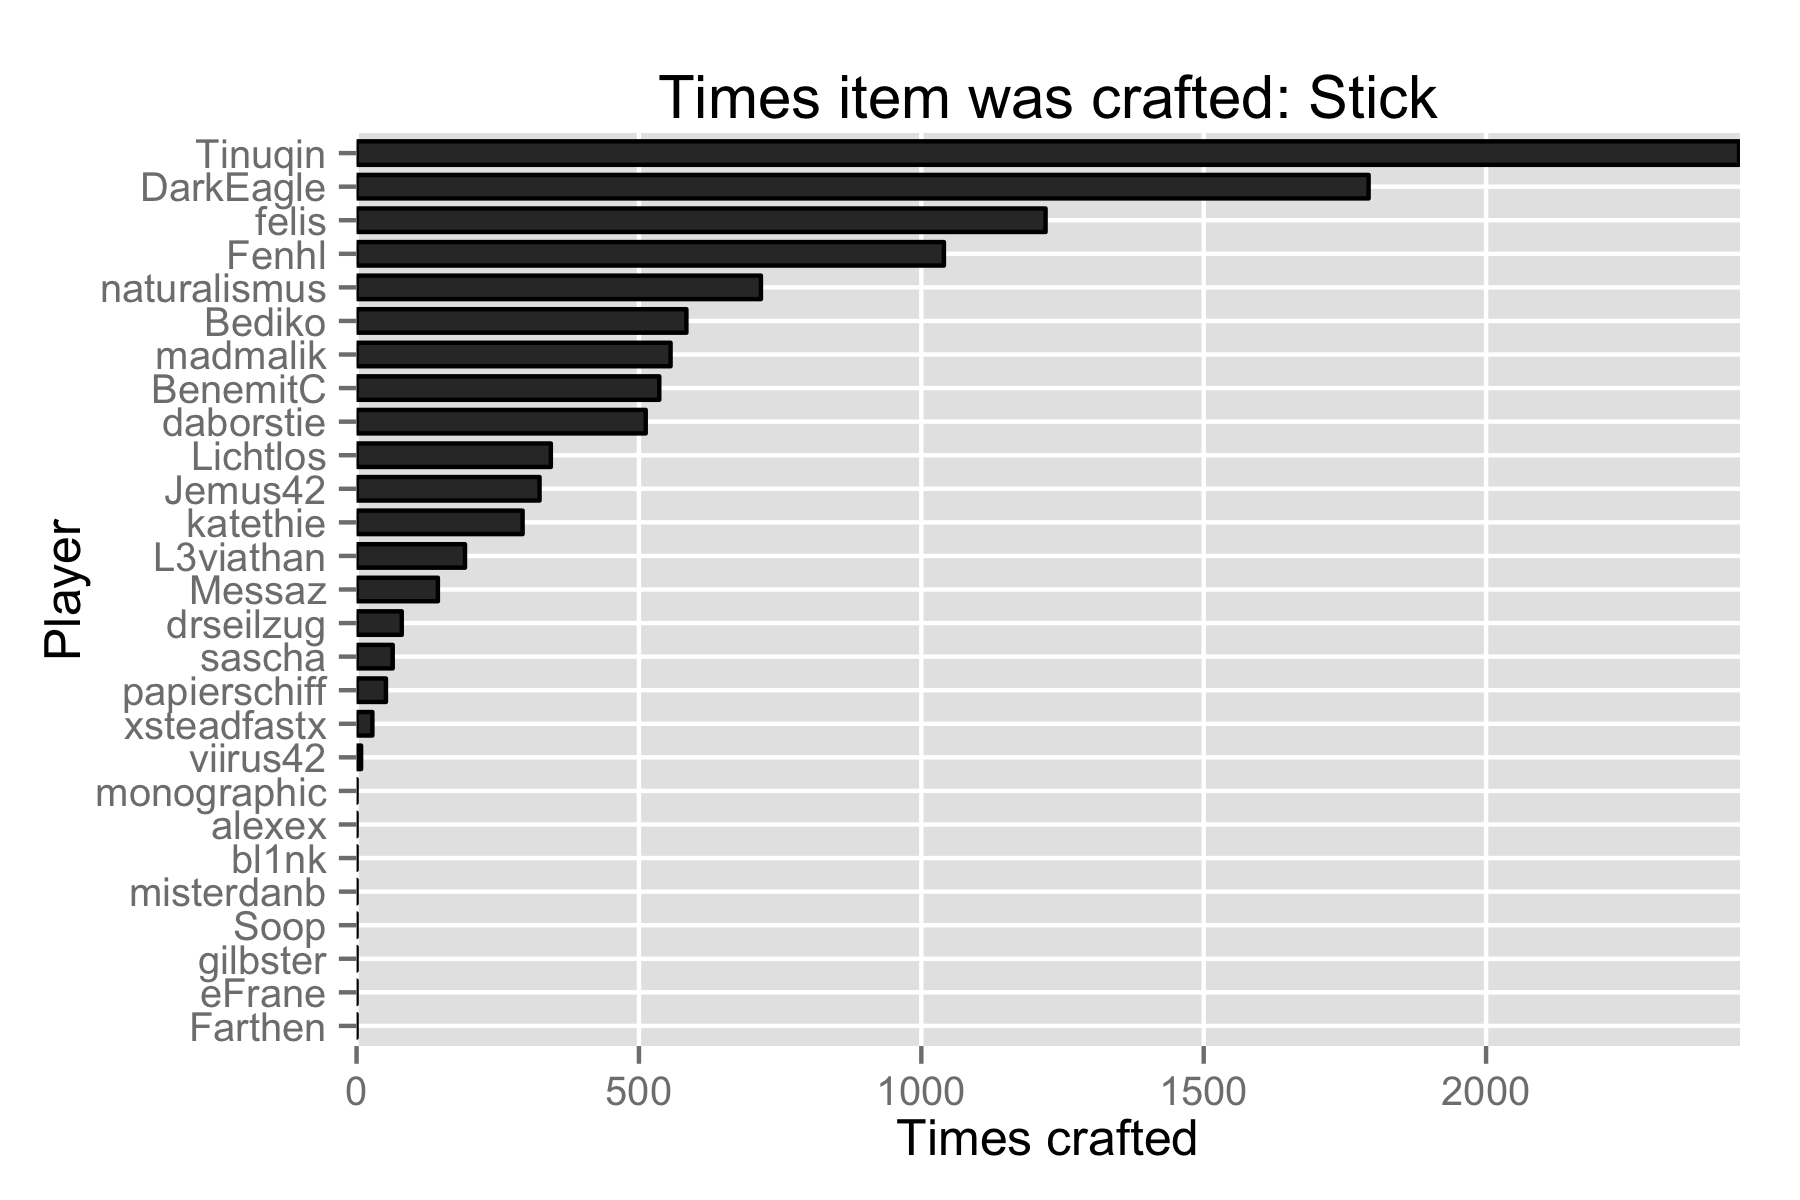 Times item was crafted: Stick
Tinuqin
DarkEagle
felis
Fenhl
naturalismus
Bediko
madmalik
BenemitC
daborstie
Lichtlos
Jemus42
katethie
L3viathan
Messaz
drseilzug
sascha
papierschiff
xsteadfastx
viirus42
monographic
alexex
bl1nk
misterdanb
Soop
gilbster
eFrane
Farthen
Player
0 500 1000 1500 2000
Times crafted